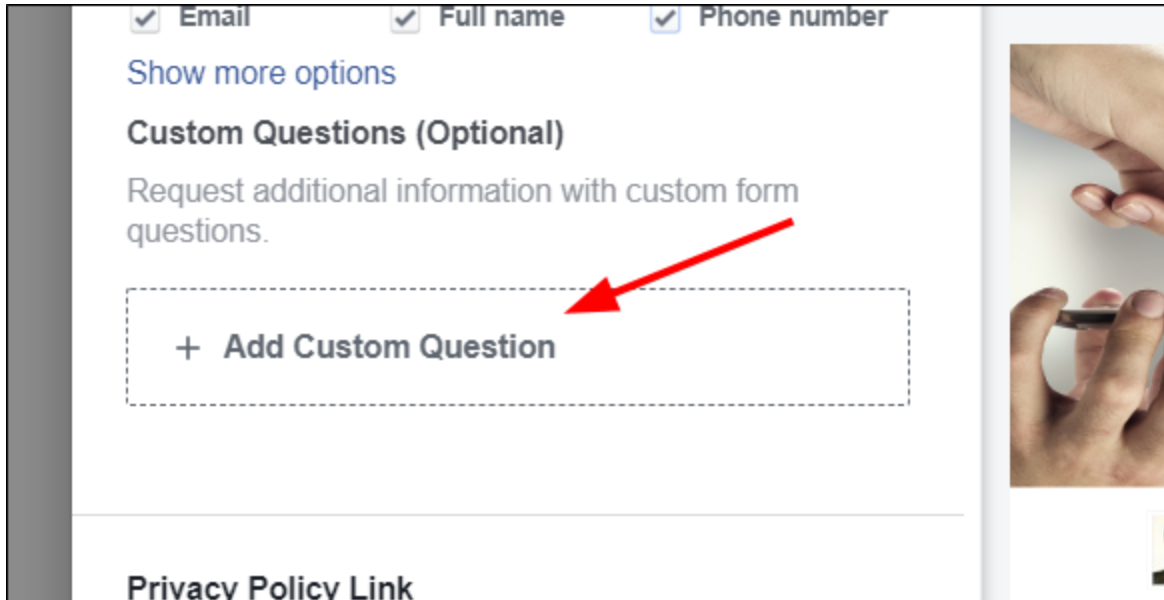 Email Full name Phone number
Show more options
Custom Questions (Optional)
Request additional information with custom form
questions.
+ Add Custom Question
Privacy Policy Link